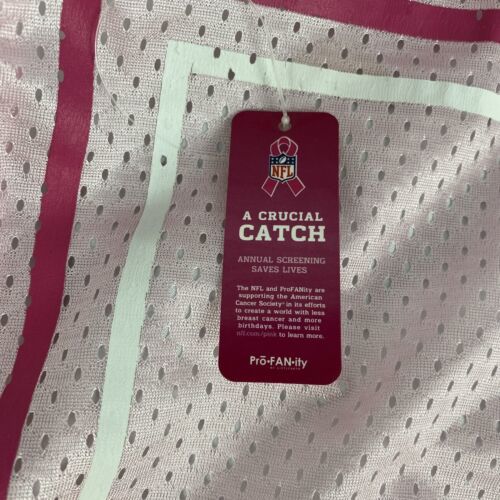 NFL
A CRUCIAL
CATCH
ANNUAL SCREENING
SAVES LIVES
The NFL and ProFANity are
supporting the American
Cancer Society® in its efforts
to create a world with less
breast cancer and more
birthdays. Please visit
nfl.com/pink to learn more.
Prō•FAN•ity